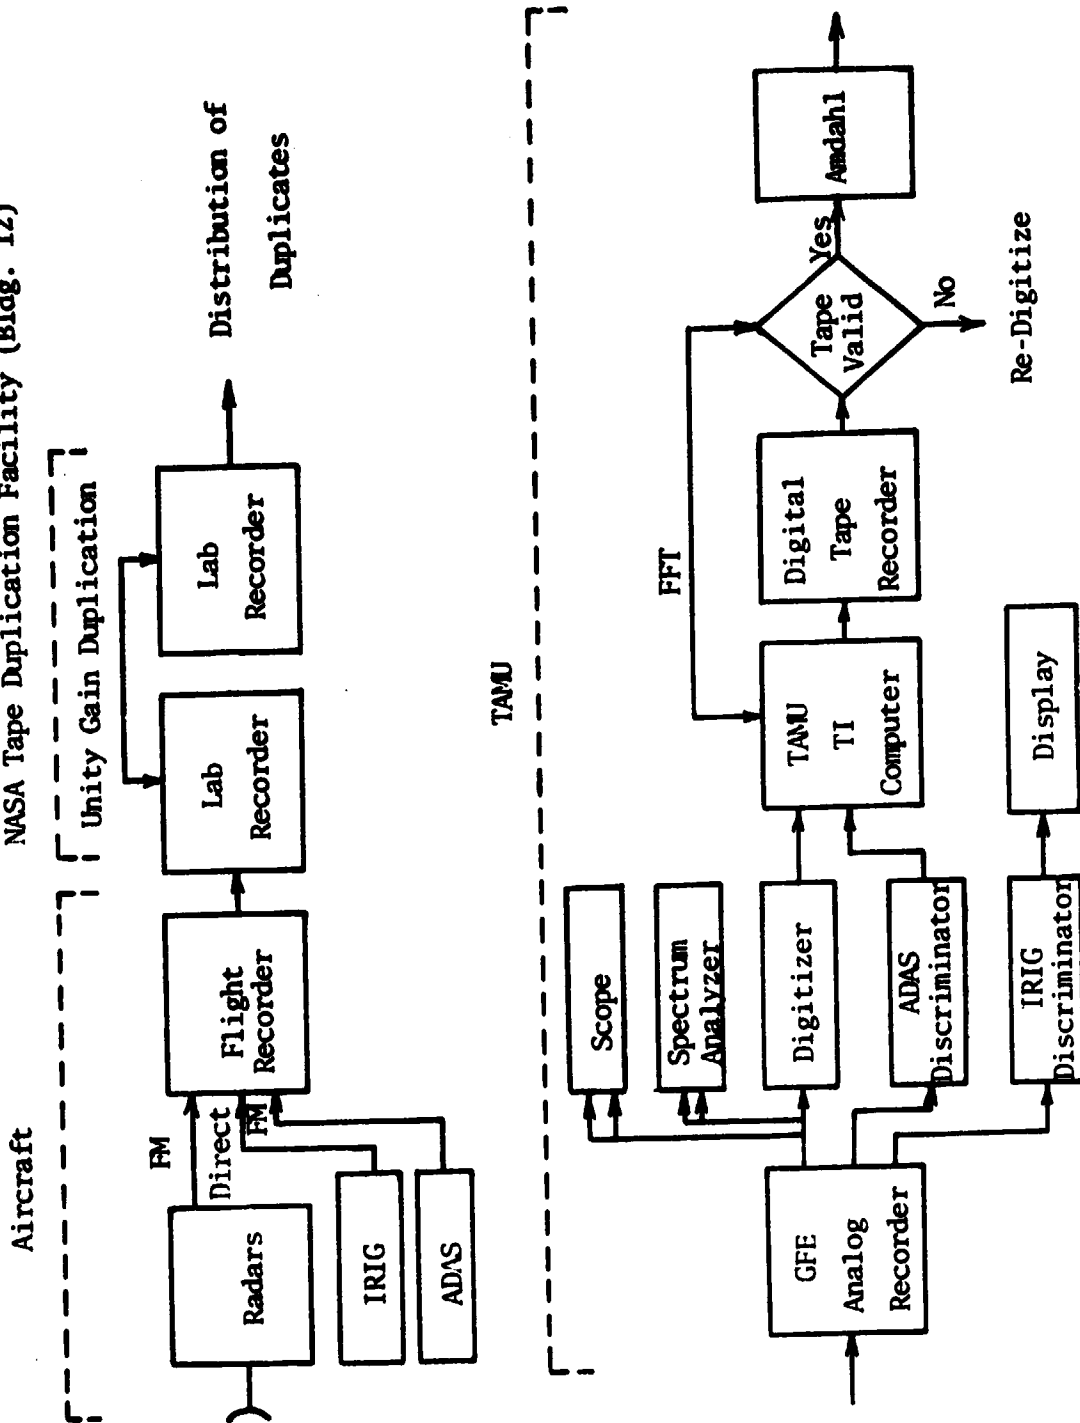 Aircraft
NASA Tape Duplication Facility (Bldg. 12)
Unity Gain Duplication
FM
Direct
FM
Radars
IRIG
ADAS
Flight
Recorder
Lab
Recorder
Lab
Recorder
Distribution of
Duplicates
TAMU
GFE
Analog
Recorder
Scope
Spectrum
Analyzer
Digitizer
ADAS
Discriminator
IRIG
Discriminator
Display
TAMU
TI
Computer
FFT
Digital
Tape
Recorder
Tape
Valid
Yes
No
Re-Digitize
Amdahl